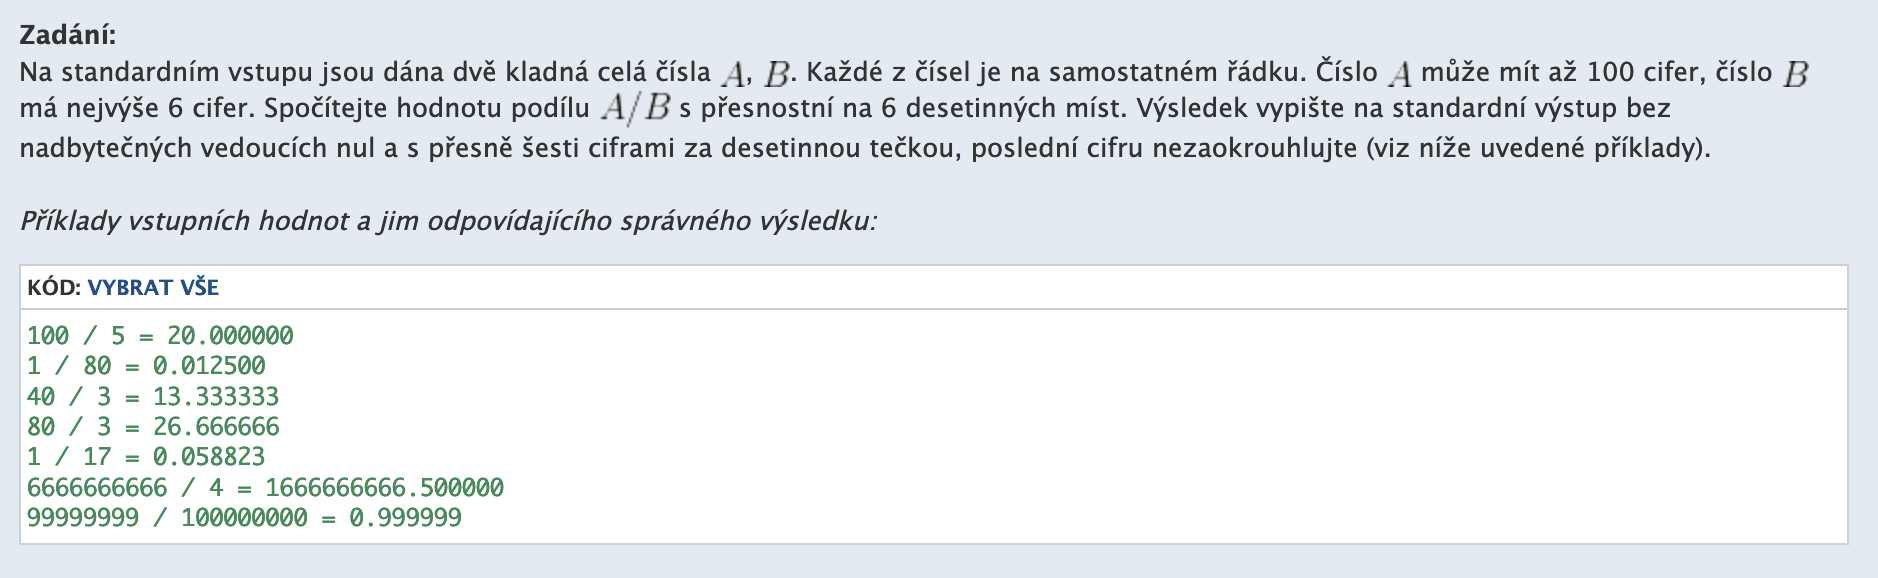 Zadání:
Na standardním vstupu jsou dána dvě kladná celá čísla A, B. Každé z čísel je na samostatném řádku. Číslo A může mít až 100 cifer, číslo B
má nejvýše 6 cifer. Spočítejte hodnotu podílu A/B s přesnostní na 6 desetinných míst. Výsledek vypište na standardní výstup bez
nadbytečných vedoucích nul a s přesně šesti ciframi za desetinnou tečkou, poslední cifru nezaokrouhlujte (viz níže uvedené příklady).
Příklady vstupních hodnot a jim odpovídajícího správného výsledku:
KÓD: VYBRAT VŠE
100 / 5 = 20.000000
1 / 80 = 0.012500
40 / 3 = 13.333333
80 / 3 = 26.666666
1 / 17 = 0.058823
6666666666 / 4 = 1666666666.500000
99999999 / 100000000 = 0.999999